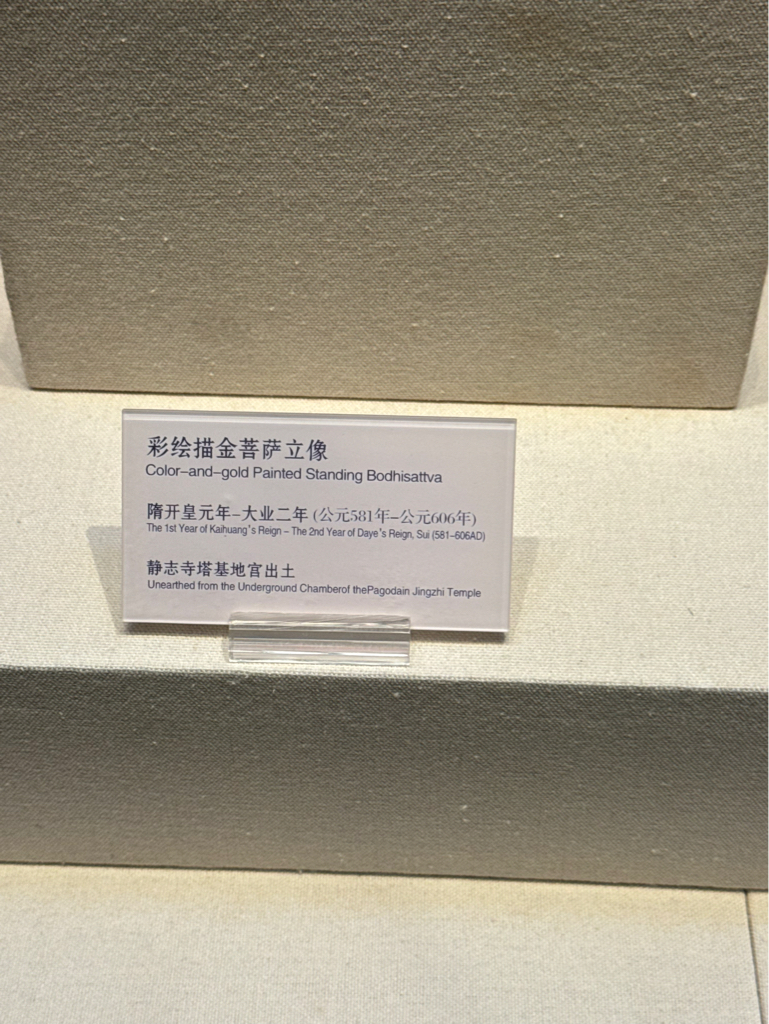 彩绘描金菩萨立像
Color-and-gold Painted Standing Bodhisattva
隋开皇元年-大业二年 (公元581年-公元606年)
The 1st Year of Kaihuang's Reign - The 2nd Year of Daye's Reign, Sui (581-606AD)
静志寺塔基地宫出土
Unearthed from the Underground Chamberof thePagodain Jingzhi Temple